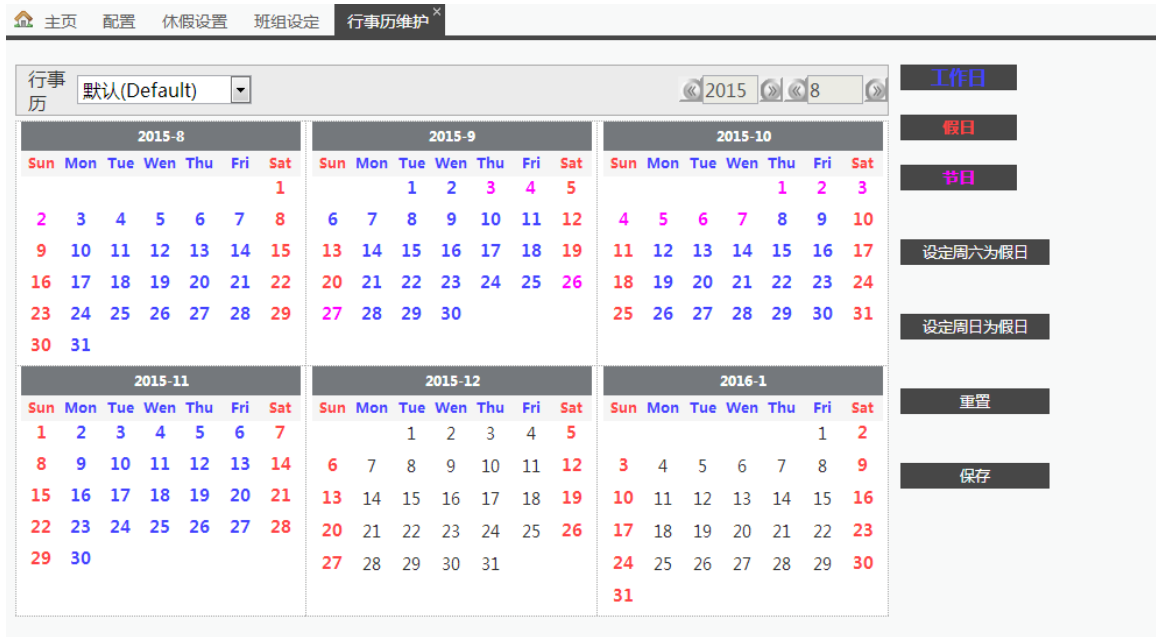 主页 配置 休假设置 班组设定 行事历维护 ×
行事历 默认(Default) 2015 8
工作日
假日
节日
设定周六为假日
设定周日为假日
重置
保存
2015-8
Sun Mon Tue Wen Thu Fri Sat
1
2 3 4 5 6 7 8
9 10 11 12 13 14 15
16 17 18 19 20 21 22
23 24 25 26 27 28 29
30 31
2015-9
Sun Mon Tue Wen Thu Fri Sat
1 2 3 4 5
6 7 8 9 10 11 12
13 14 15 16 17 18 19
20 21 22 23 24 25 26
27 28 29 30
2015-10
Sun Mon Tue Wen Thu Fri Sat
1 2 3
4 5 6 7 8 9 10
11 12 13 14 15 16 17
18 19 20 21 22 23 24
25 26 27 28 29 30 31
2015-11
Sun Mon Tue Wen Thu Fri Sat
1 2 3 4 5 6 7
8 9 10 11 12 13 14
15 16 17 18 19 20 21
22 23 24 25 26 27 28
29 30
2015-12
Sun Mon Tue Wen Thu Fri Sat
1 2 3 4 5
6 7 8 9 10 11 12
13 14 15 16 17 18 19
20 21 22 23 24 25 26
27 28 29 30 31
2016-1
Sun Mon Tue Wen Thu Fri Sat
1 2
3 4 5 6 7 8 9
10 11 12 13 14 15 16
17 18 19 20 21 22 23
24 25 26 27 28 29 30
31